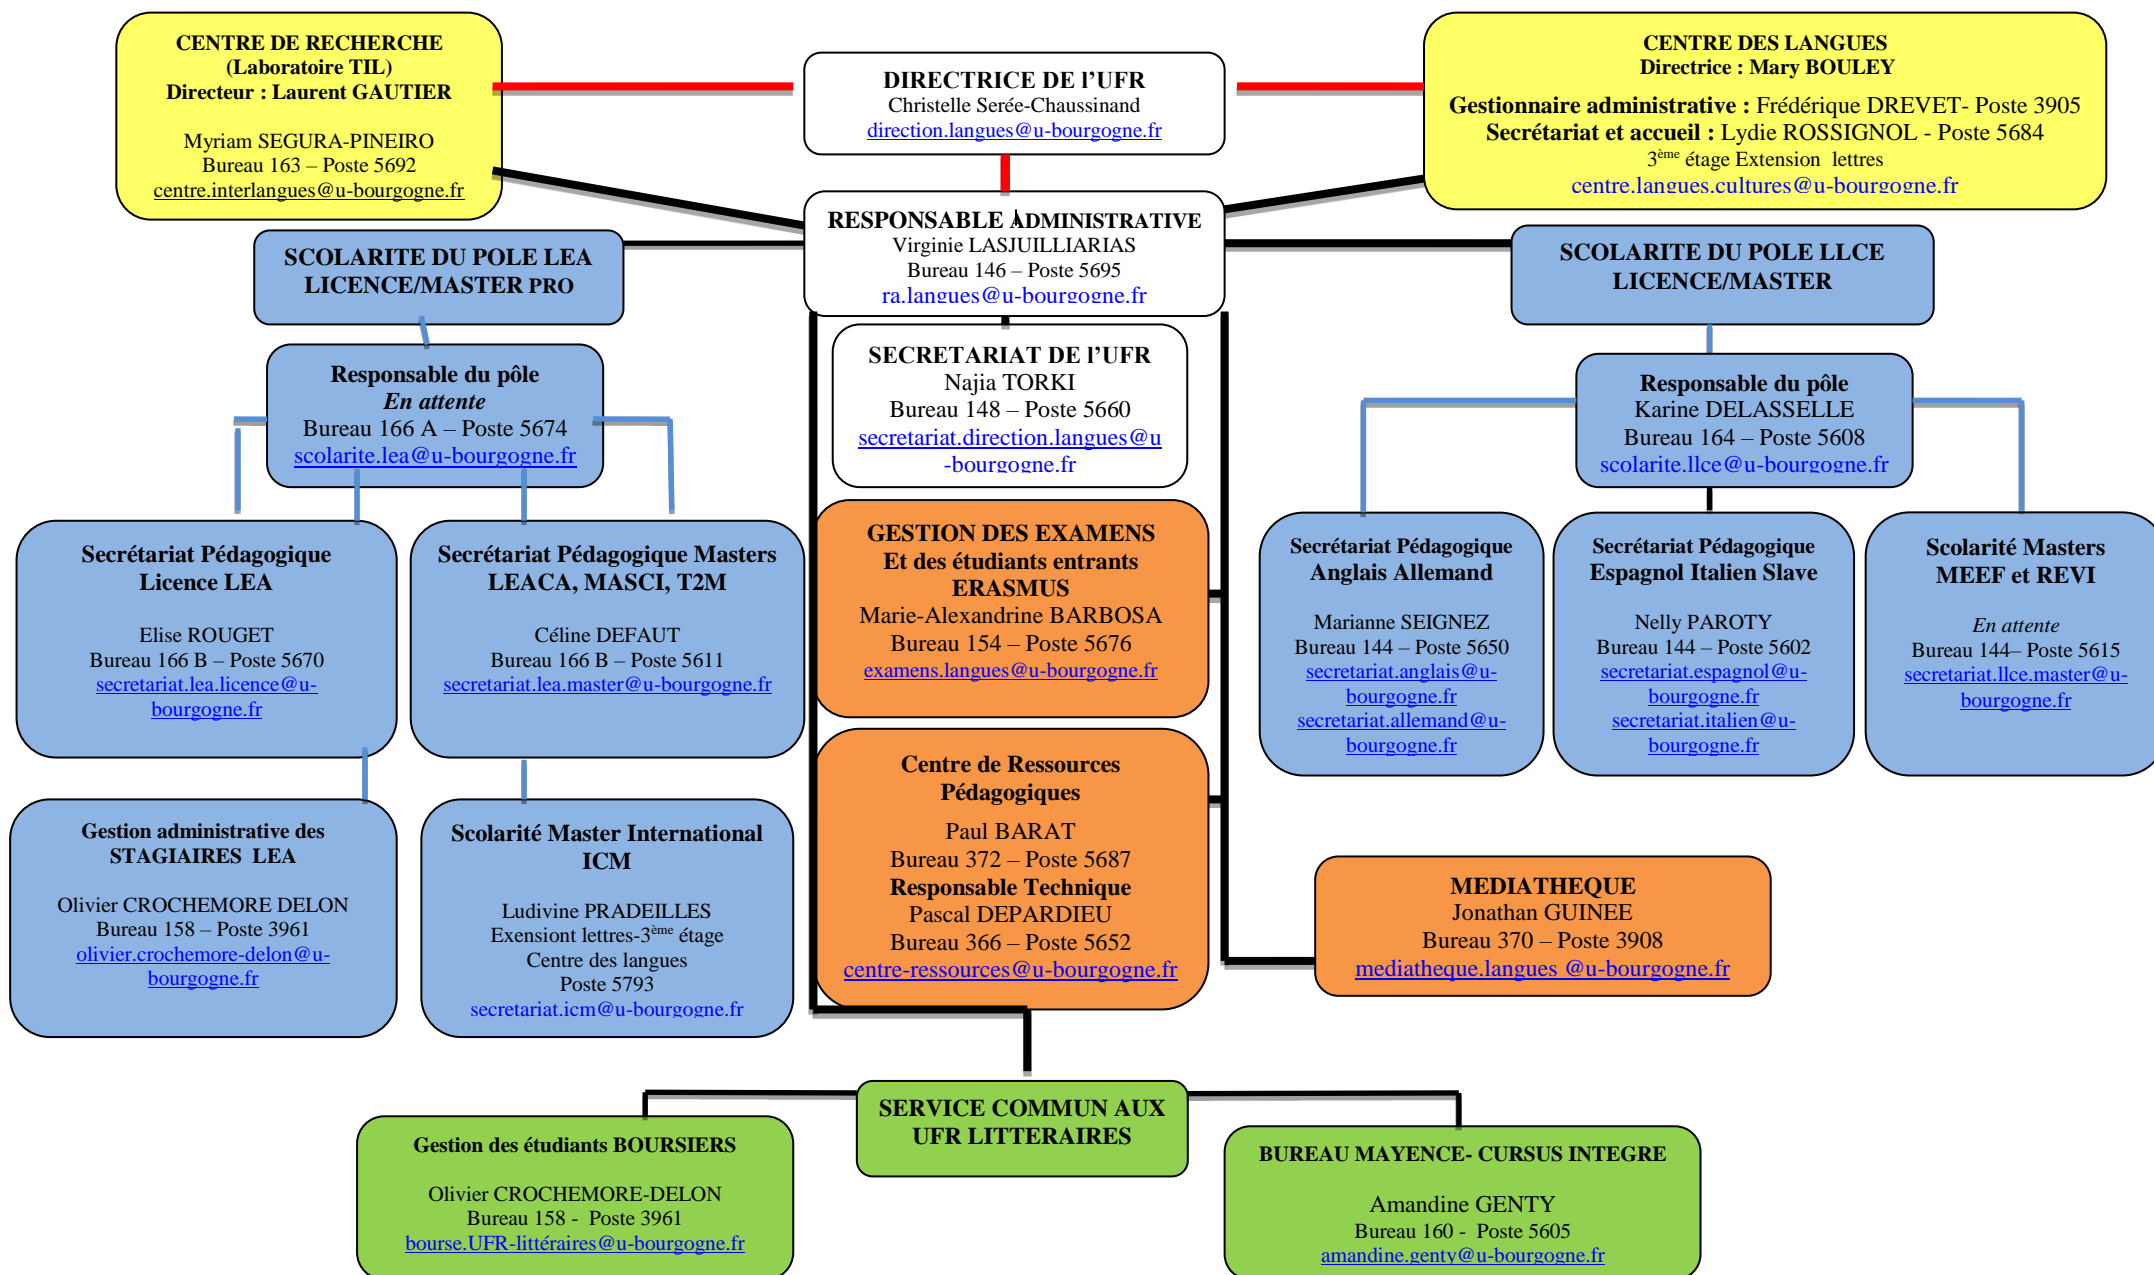 CENTRE DE RECHERCHE
(Laboratoire TIL)
Directeur : Laurent GAUTIER
Myriam SEGURA-PINEIRO
Bureau 163 – Poste 5692
centre.interlangues@u-bourgogne.fr
DIRECTRICE DE l'UFR
Christelle Serée-Chaussinand
direction.langues@u-bourgogne.fr
CENTRE DES LANGUES
Directrice : Mary BOULEY
Gestionnaire administrative : Frédérique DREVET- Poste 3905
Secrétariat et accueil : Lydie ROSSIGNOL - Poste 5684
3ème étage Extension lettres
centre.langues.cultures@u-bourgogne.fr
RESPONSABLE ADMINISTRATIVE
Virginie LASJUILLIARIAS
Bureau 146 – Poste 5695
ra.langues@u-bourgogne.fr
SCOLARITE DU POLE LEA
LICENCE/MASTER PRO
SCOLARITE DU POLE LLCE
LICENCE/MASTER
Responsable du pôle
En attente
Bureau 166 A – Poste 5674
scolarite.lea@u-bourgogne.fr
SECRETARIAT DE l'UFR
Najia TORKI
Bureau 148 – Poste 5660
secretariat.direction.langues@u
-bourgogne.fr
Responsable du pôle
Karine DELASSELLE
Bureau 164 – Poste 5608
scolarite.llce@u-bourgogne.fr
Secrétariat Pédagogique
Licence LEA
Elise ROUGET
Bureau 166 B – Poste 5670
secretariat.lea.licence@u-
bourgogne.fr
Secrétariat Pédagogique Masters
LEACA, MASCI, T2M
Céline DEFAUT
Bureau 166 B – Poste 5611
secretariat.lea.master@u-bourgogne.fr
GESTION DES EXAMENS
Et des étudiants entrants
ERASMUS
Marie-Alexandrine BARBOSA
Bureau 154 – Poste 5676
examens.langues@u-bourgogne.fr
Secrétariat Pédagogique
Anglais Allemand
Marianne SEIGNEZ
Bureau 144 – Poste 5650
secretariat.anglais@u-
bourgogne.fr
secretariat.allemand@u-
bourgogne.fr
Secrétariat Pédagogique
Espagnol Italien Slave
Nelly PAROTY
Bureau 144 – Poste 5602
secretariat.espagnol@u-
bourgogne.fr
secretariat.italien@u-
bourgogne.fr
Scolarité Masters
MEEF et REVI
En attente
Bureau 144– Poste 5615
secretariat.llce.master@u-
bourgogne.fr
Gestion administrative des
STAGIAIRES LEA
Olivier CROCHEMORE DELON
Bureau 158 – Poste 3961
olivier.crochemore-delon@u-
bourgogne.fr
Scolarité Master International
ICM
Ludivine PRADEILLES
Exensiont lettres-3ème étage
Centre des langues
Poste 5793
secretariat.icm@u-bourgogne.fr
Centre de Ressources
Pédagogiques
Paul BARAT
Bureau 372 – Poste 5687
Responsable Technique
Pascal DEPARDIEU
Bureau 366 – Poste 5652
centre-ressources@u-bourgogne.fr
MEDIATHEQUE
Jonathan GUINEE
Bureau 370 – Poste 3908
mediatheque.langues @u-bourgogne.fr
SERVICE COMMUN AUX
UFR LITTERAIRES
Gestion des étudiants BOURSIERS
Olivier CROCHEMORE-DELON
Bureau 158 - Poste 3961
bourse.UFR-littéraires@u-bourgogne.fr
BUREAU MAYENCE- CURSUS INTEGRE
Amandine GENTY
Bureau 160 - Poste 5605
amandine.genty@u-bourgogne.fr